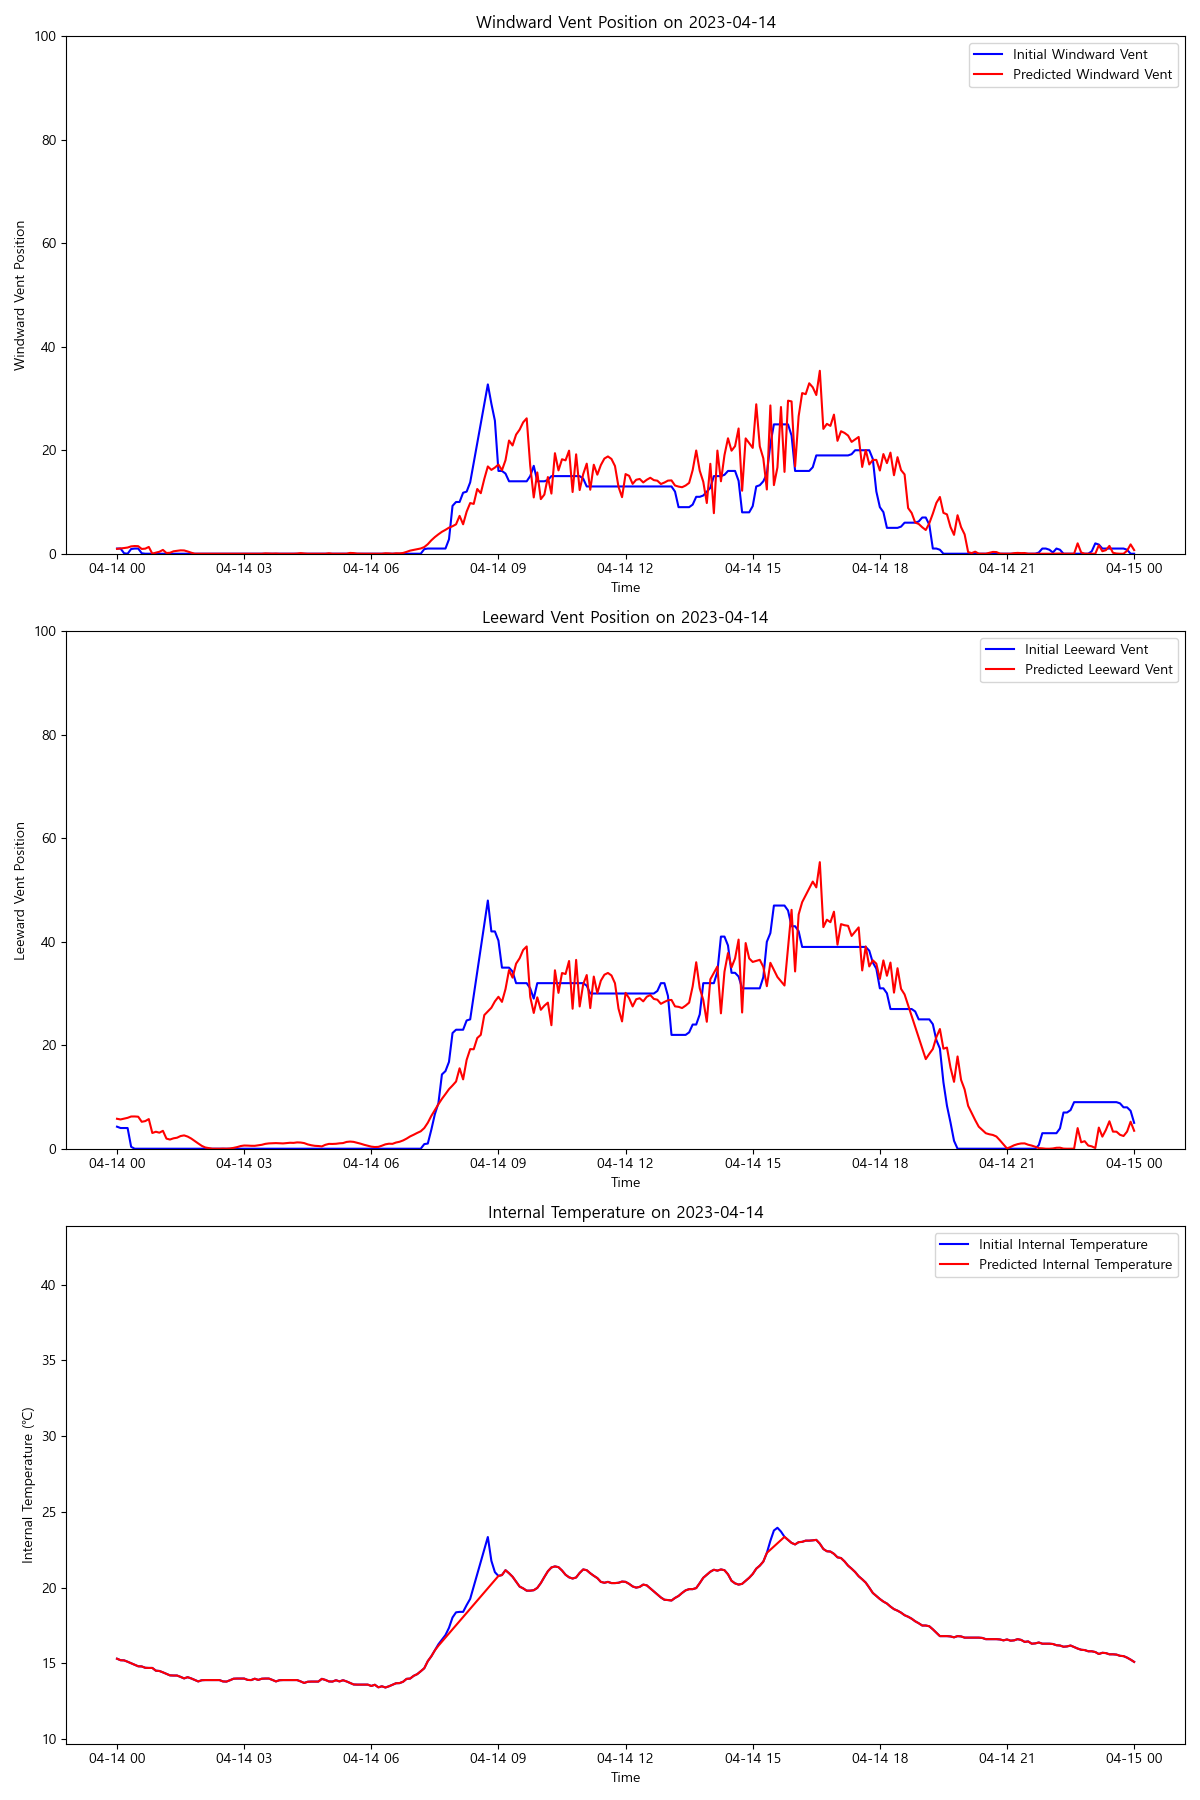 Windward Vent Position on 2023-04-14
100
80
60
40
20
0
Windward Vent Position
Initial Windward Vent
Predicted Windward Vent
04-14 00 04-14 03 04-14 06 04-14 09 04-14 12 04-14 15 04-14 18 04-14 21 04-15 00
Time
Leeward Vent Position on 2023-04-14
100
80
60
40
20
0
Leeward Vent Position
Initial Leeward Vent
Predicted Leeward Vent
04-14 00 04-14 03 04-14 06 04-14 09 04-14 12 04-14 15 04-14 18 04-14 21 04-15 00
Time
Internal Temperature on 2023-04-14
40
35
30
25
20
15
10
Internal Temperature (℃)
Initial Internal Temperature
Predicted Internal Temperature
04-14 00 04-14 03 04-14 06 04-14 09 04-14 12 04-14 15 04-14 18 04-14 21 04-15 00
Time